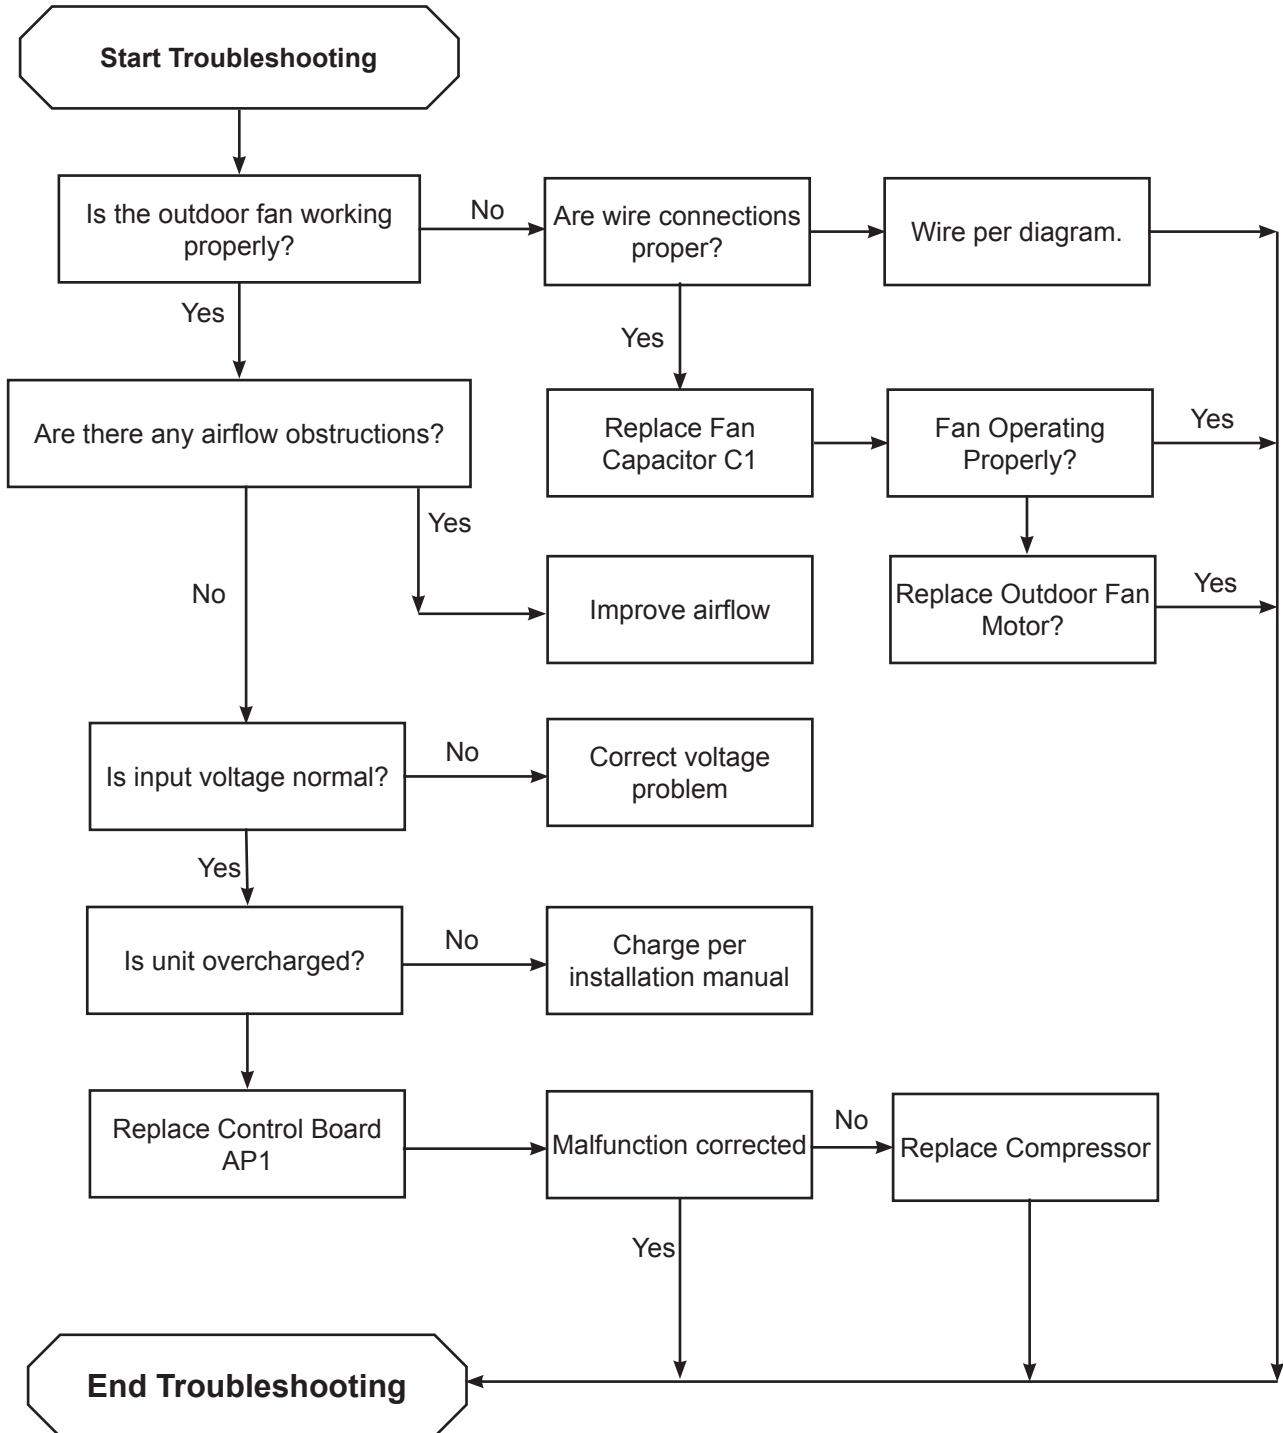 Start Troubleshooting
Is the outdoor fan working
properly?
No
Are wire connections
proper?
Wire per diagram.
Yes
Yes
Are there any airflow obstructions?
Replace Fan
Capacitor C1
Fan Operating
Properly?
Yes
Yes
No
Improve airflow
Replace Outdoor Fan
Motor?
Yes
Is input voltage normal?
No
Correct voltage
problem
Yes
Is unit overcharged?
No
Charge per
installation manual
Replace Control Board
AP1
Malfunction corrected
No
Replace Compressor
Yes
End Troubleshooting